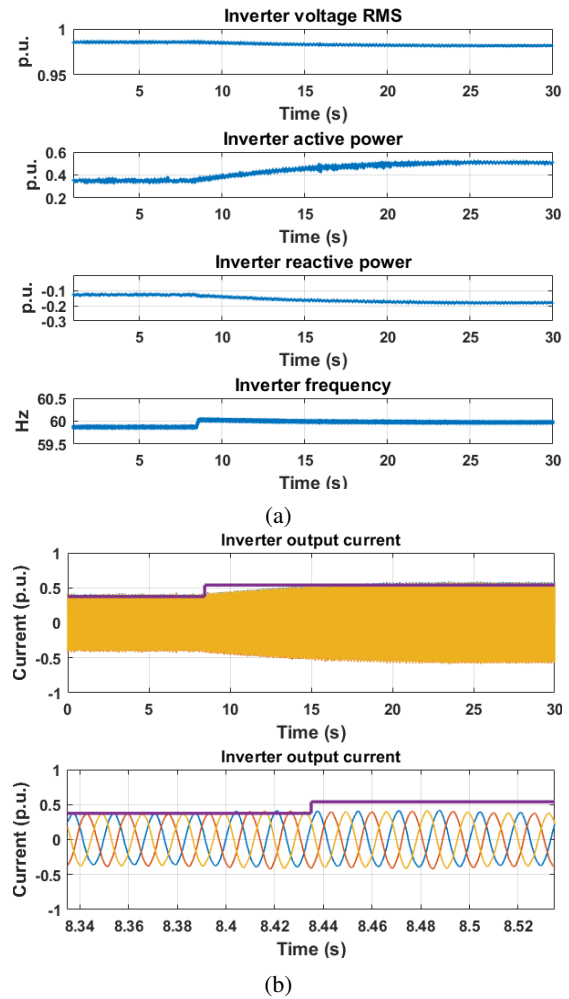 Inverter voltage RMS
p.u.
1
0.95
5 10 15 20 25 30
Time (s)
Inverter active power
p.u.
0.6
0.4
0.2
5 10 15 20 25 30
Time (s)
Inverter reactive power
p.u.
-0.1
-0.2
-0.3
5 10 15 20 25 30
Time (s)
Inverter frequency
Hz
60.5
60
59.5
5 10 15 20 25 30
Time (s)
(a)
Inverter output current
Current (p.u.)
1
0.5
0
-0.5
-1
0 5 10 15 20 25 30
Time (s)
Inverter output current
Current (p.u.)
1
0.5
0
-0.5
-1
8.34 8.36 8.38 8.4 8.42 8.44 8.46 8.48 8.5 8.52
Time (s)
(b)